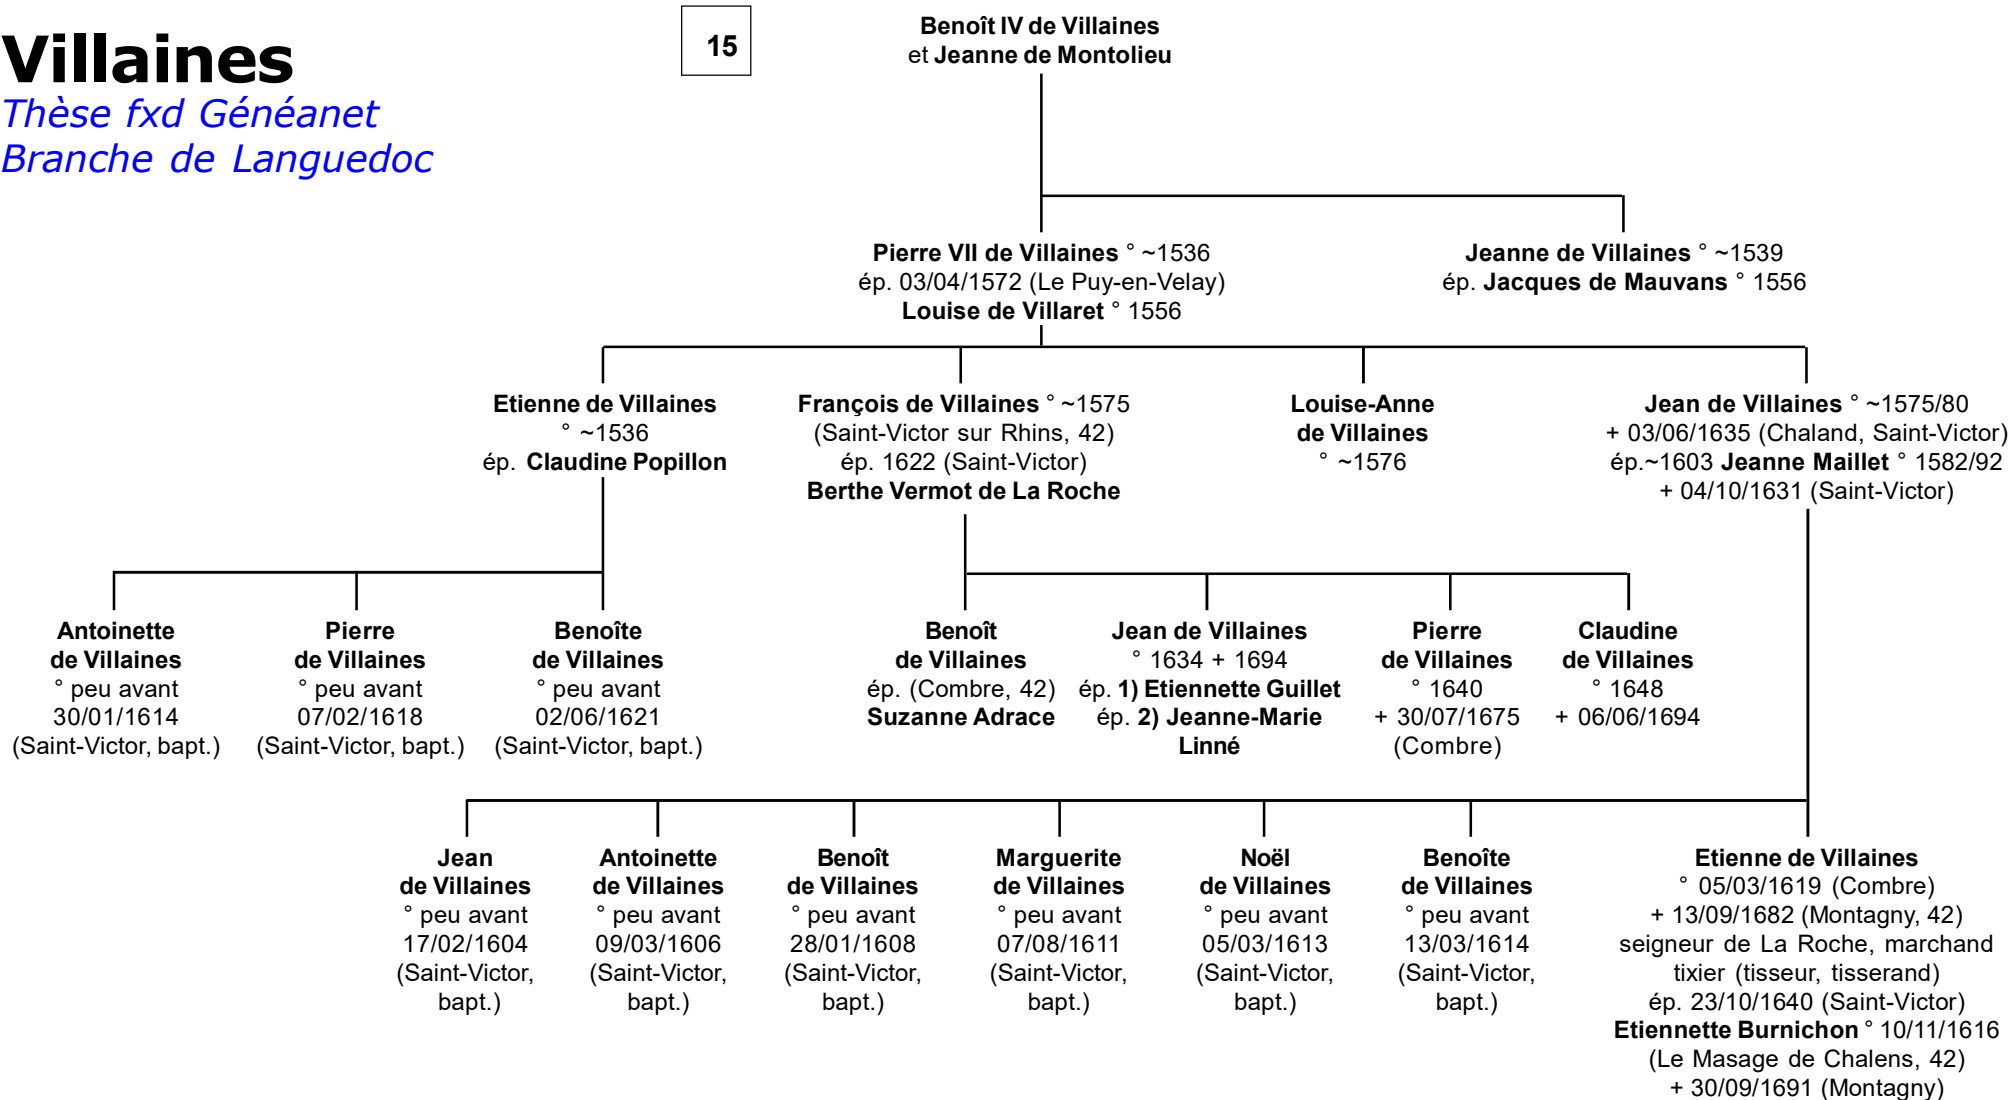 Villaines
Thèse fxd Généanet
Branche de Languedoc
15
Benoît IV de Villaines
et Jeanne de Montolieu
Pierre VII de Villaines ° ~1536
ép. 03/04/1572 (Le Puy-en-Velay)
Louise de Villaret ° 1556
Jeanne de Villaines ° ~1539
ép. Jacques de Mauvans ° 1556
Etienne de Villaines
° ~1536
ép. Claudine Popillon
François de Villaines ° ~1575
(Saint-Victor sur Rhins, 42)
ép. 1622 (Saint-Victor)
Berthe Vermot de La Roche
Louise-Anne
de Villaines
° ~1576
Jean de Villaines ° ~1575/80
+ 03/06/1635 (Chaland, Saint-Victor)
ép.~1603 Jeanne Maillet ° 1582/92
+ 04/10/1631 (Saint-Victor)
Antoinette
de Villaines
° peu avant
30/01/1614
(Saint-Victor, bapt.)
Pierre
de Villaines
° peu avant
07/02/1618
(Saint-Victor, bapt.)
Benoîte
de Villaines
° peu avant
02/06/1621
(Saint-Victor, bapt.)
Benoît
de Villaines
ép. (Combre, 42)
Suzanne Adrace
Jean de Villaines
° 1634 + 1694
ép. 1) Etiennette Guillet
ép. 2) Jeanne-Marie
Linné
Pierre
de Villaines
° 1640
+ 30/07/1675
(Combre)
Claudine
de Villaines
° 1648
+ 06/06/1694
Jean
de Villaines
° peu avant
17/02/1604
(Saint-Victor,
bapt.)
Antoinette
de Villaines
° peu avant
09/03/1606
(Saint-Victor,
bapt.)
Benoît
de Villaines
° peu avant
28/01/1608
(Saint-Victor,
bapt.)
Marguerite
de Villaines
° peu avant
07/08/1611
(Saint-Victor,
bapt.)
Noël
de Villaines
° peu avant
05/03/1613
(Saint-Victor,
bapt.)
Benoîte
de Villaines
° peu avant
13/03/1614
(Saint-Victor,
bapt.)
Etienne de Villaines
° 05/03/1619 (Combre)
+ 13/09/1682 (Montagny, 42)
seigneur de La Roche, marchand
tixier (tisseur, tisserand)
ép. 23/10/1640 (Saint-Victor)
Etiennette Burnichon ° 10/11/1616
(Le Masage de Chalens, 42)
+ 30/09/1691 (Montagny)